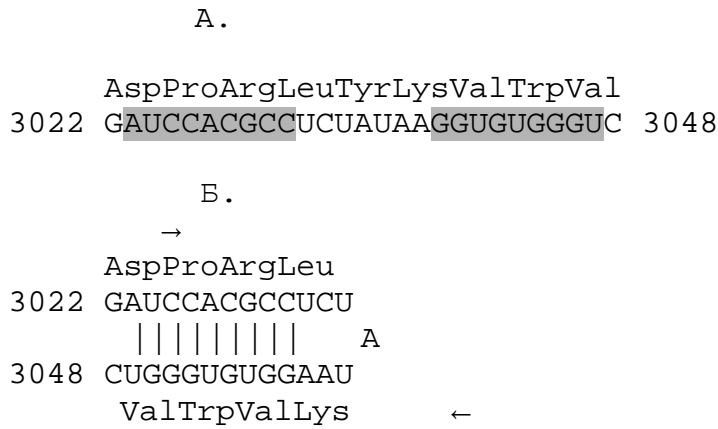 А.
AspProArgLeuTyrLysValTrpVal
3022 GAUCCACGCCUCUAUAAGGUGUGGGUC 3048
Б.
→
AspProArgLeu
3022 GAUCCACGCCUCU
||||||||| A
3048 CUGGGUGUGGAAU
ValTrpValLys ←